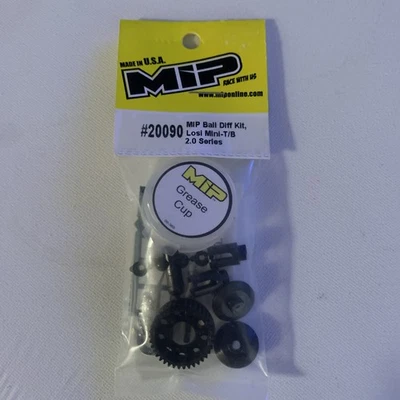 MADE IN U.S.A.
MIP
RACE WITH US
www.miponline.com
#20090
MIP Ball Diff Kit,
Losi Mini-T/B
2.0 Series
MIP
Grease
Cup